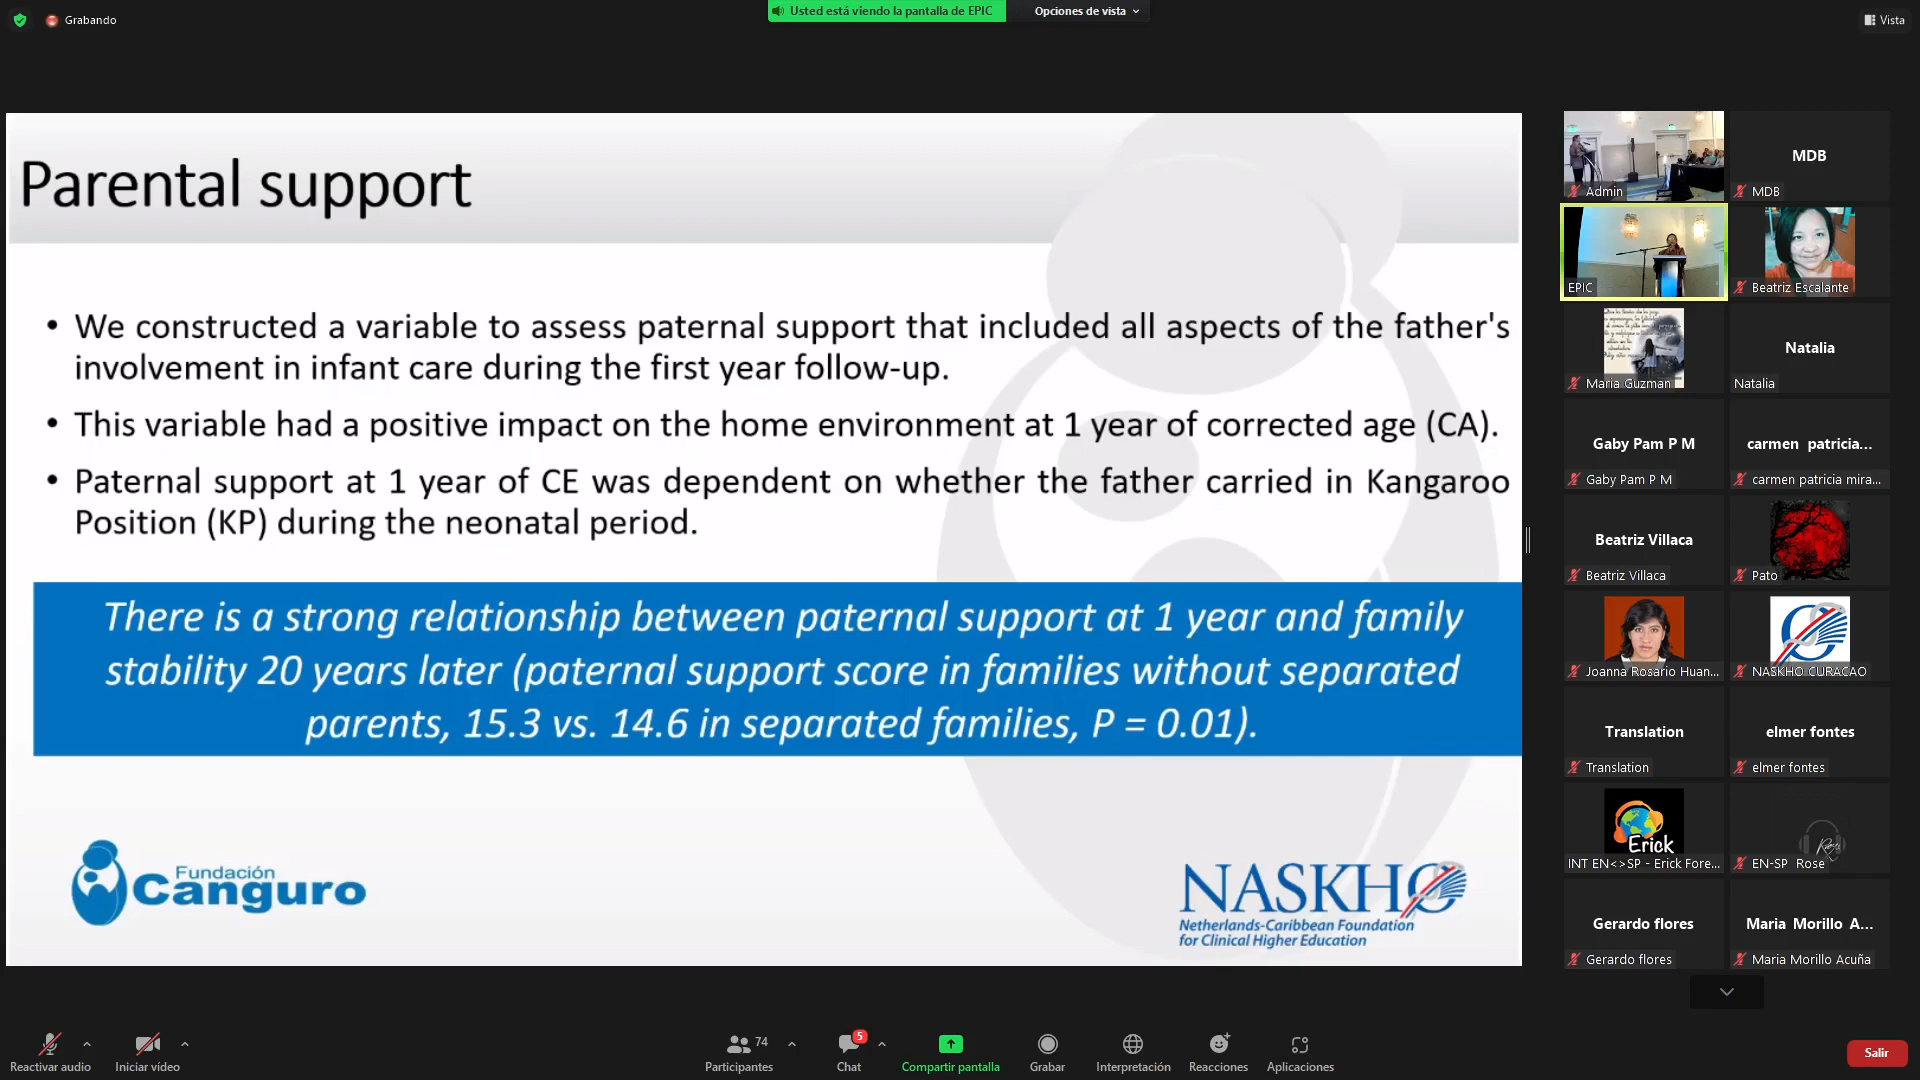 Grabando
Usted está viendo la pantalla de EPIC
Opciones de vista
Vista
Parental support
• We constructed a variable to assess paternal support that included all aspects of the father's
involvement in infant care during the first year follow-up.
• This variable had a positive impact on the home environment at 1 year of corrected age (CA).
• Paternal support at 1 year of CE was dependent on whether the father carried in Kangaroo
Position (KP) during the neonatal period.
There is a strong relationship between paternal support at 1 year and family
stability 20 years later (paternal support score in families without separated
parents, 15.3 vs. 14.6 in separated families, P = 0.01).
Fundación
Canguro
NASKHO
Netherlands-Caribbean Foundation
for Clinical Higher Education
Admin
MDB
MDB
EPIC
Beatriz Escalante
Maria Guzman
Natalia
Natalia
Gaby Pam P M
Gaby Pam P M
carmen patricia...
carmen patricia mira...
Beatriz Villaca
Beatriz Villaca
Pato
Joanna Rosario Huan...
NASKHO CURACAO
Translation
Translation
elmer fontes
elmer fontes
Erick
INT EN<>SP - Erick Fore...
EN-SP Rose
Gerardo flores
Gerardo flores
Maria Morillo A...
Maria Morillo Acuña
Reactivar audio
Iniciar vídeo
74
Participantes
5
Chat
Compartir pantalla
Grabar
Interpretación
Reacciones
Aplicaciones
Salir